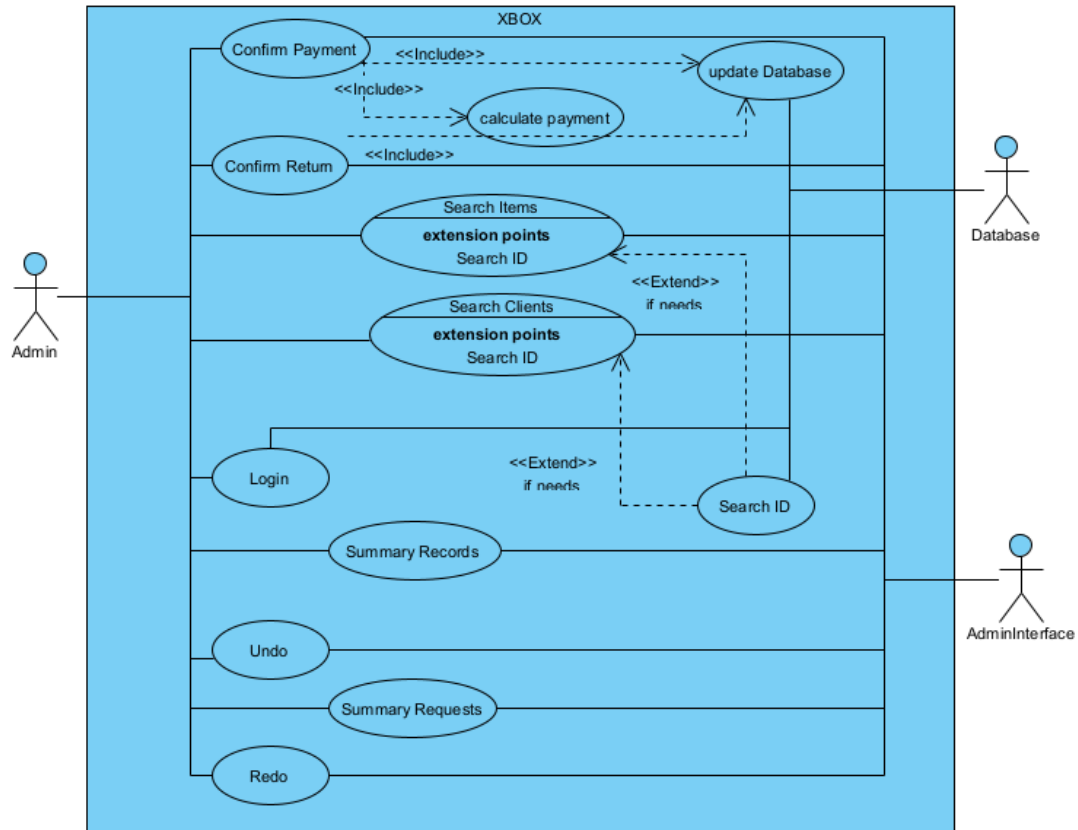 XBOX
Confirm Payment
<<Include>>
update Database
<<Include>>
calculate payment
<<Include>>
Confirm Return
Search Items
extension points
Search ID
Database
<<Extend>>
if needs
Search Clients
extension points
Search ID
Admin
<<Extend>>
if needs
Login
Search ID
Summary Records
AdminInterface
Undo
Summary Requests
Redo